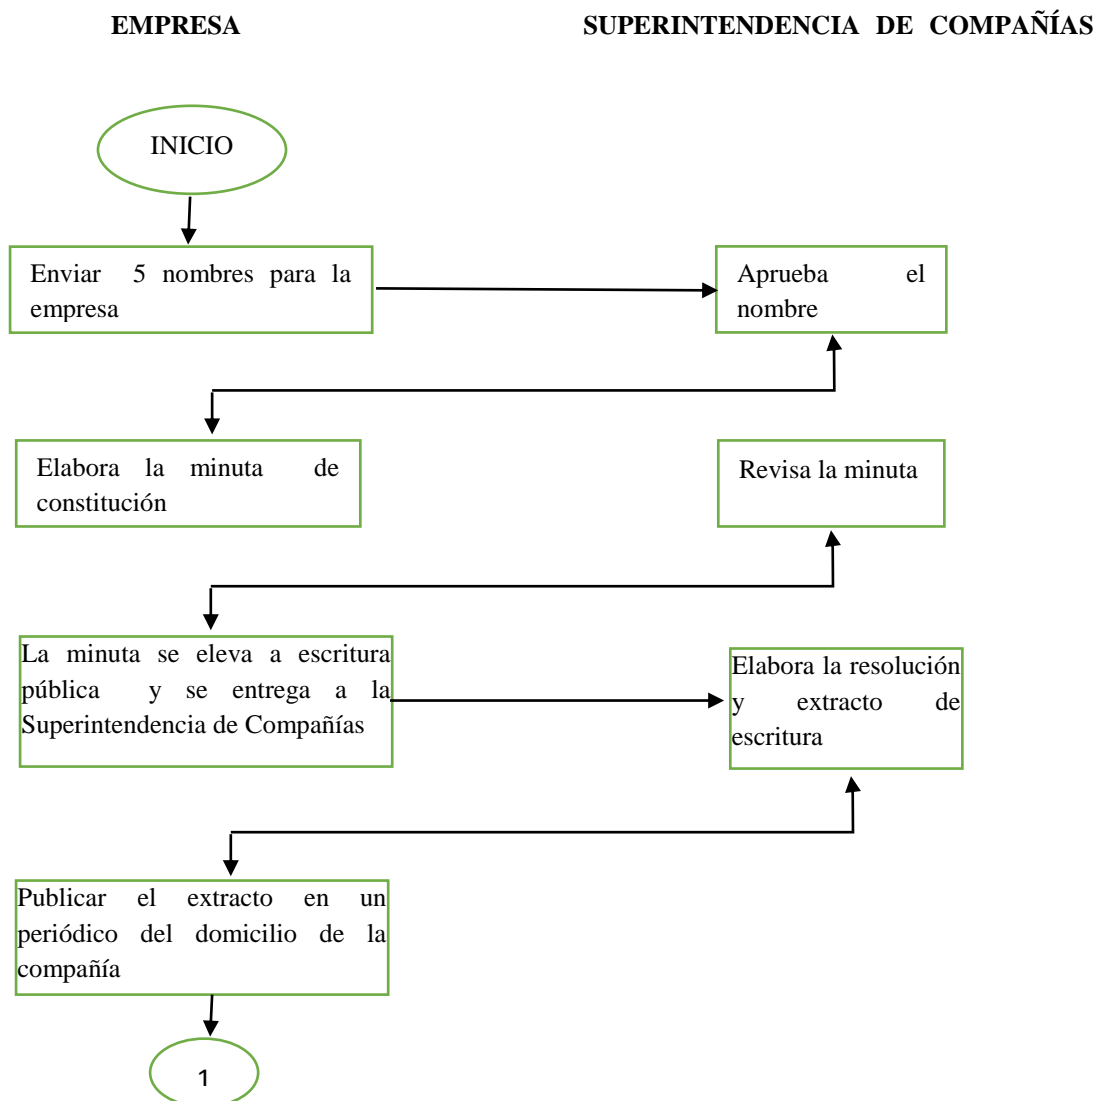 EMPRESA
SUPERINTENDENCIA DE COMPAÑÍAS
INICIO
Enviar 5 nombres para la
empresa
Aprueba el
nombre
Elabora la minuta de
constitución
Revisa la minuta
La minuta se eleva a escritura
pública y se entrega a la
Superintendencia de Compañías
Elabora la resolución
y extracto de
escritura
Publicar el extracto en un
periódico del domicilio de la
compañía
1